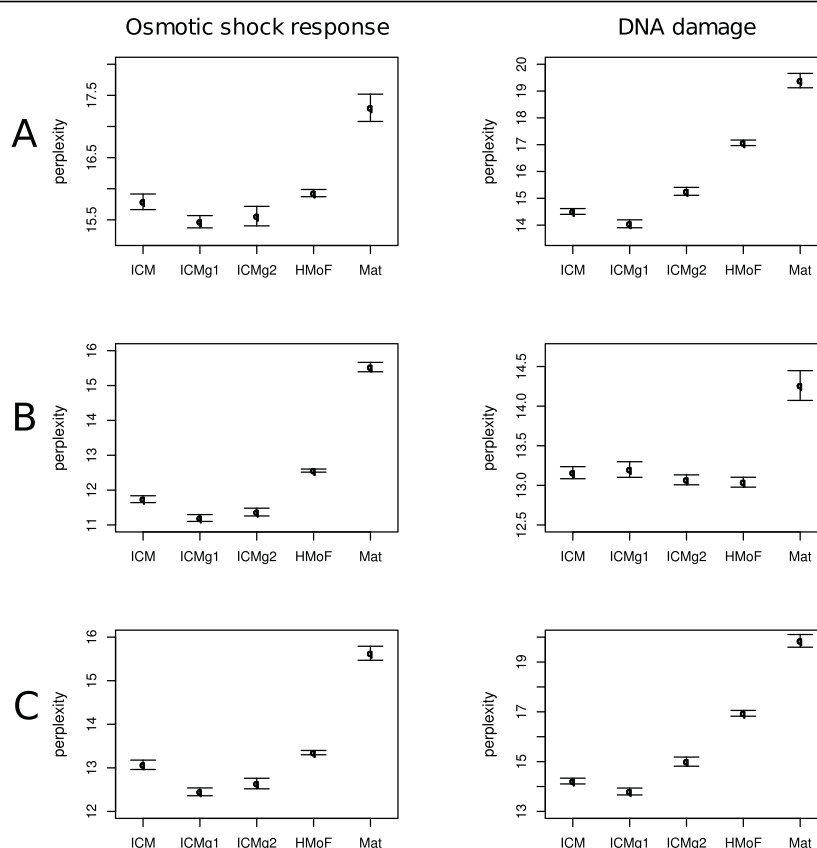 Osmotic shock response DNA damage
A
perplexity
17.5
16.5
15.5
ICM ICMg1 ICMg2 HMoF Mat
perplexity
20
19
18
17
16
15
14
ICM ICMg1 ICMg2 HMoF Mat
B
perplexity
16
15
14
13
12
11
ICM ICMg1 ICMg2 HMoF Mat
perplexity
14.5
14.0
13.5
13.0
12.5
ICM ICMg1 ICMg2 HMoF Mat
C
perplexity
16
15
14
13
12
ICM ICMg1 ICMg2 HMoF Mat
perplexity
19
17
15
13
ICM ICMg1 ICMg2 HMoF Mat